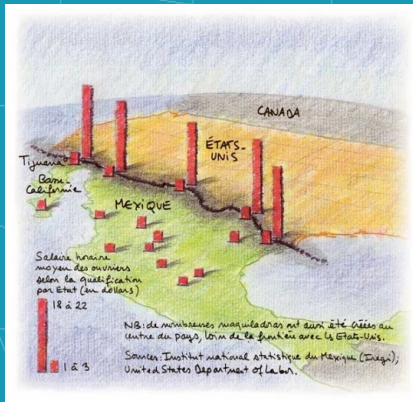 CANADA
ÉTATS-
UNIS
Tijuana
Basse-
Californie
MEXIQUE
Salaire horaire
moyen des ouvriers
selon la qualification
par Etat (en dollars)
18 à 22
1 à 3
NB: de nombreuses maquiladoras ont aussi été créées au
centre du pays, loin de la frontière avec les Etats-Unis.
Sources: Institut national statistique du Mexique (Inegi);
United States Department of Labor.